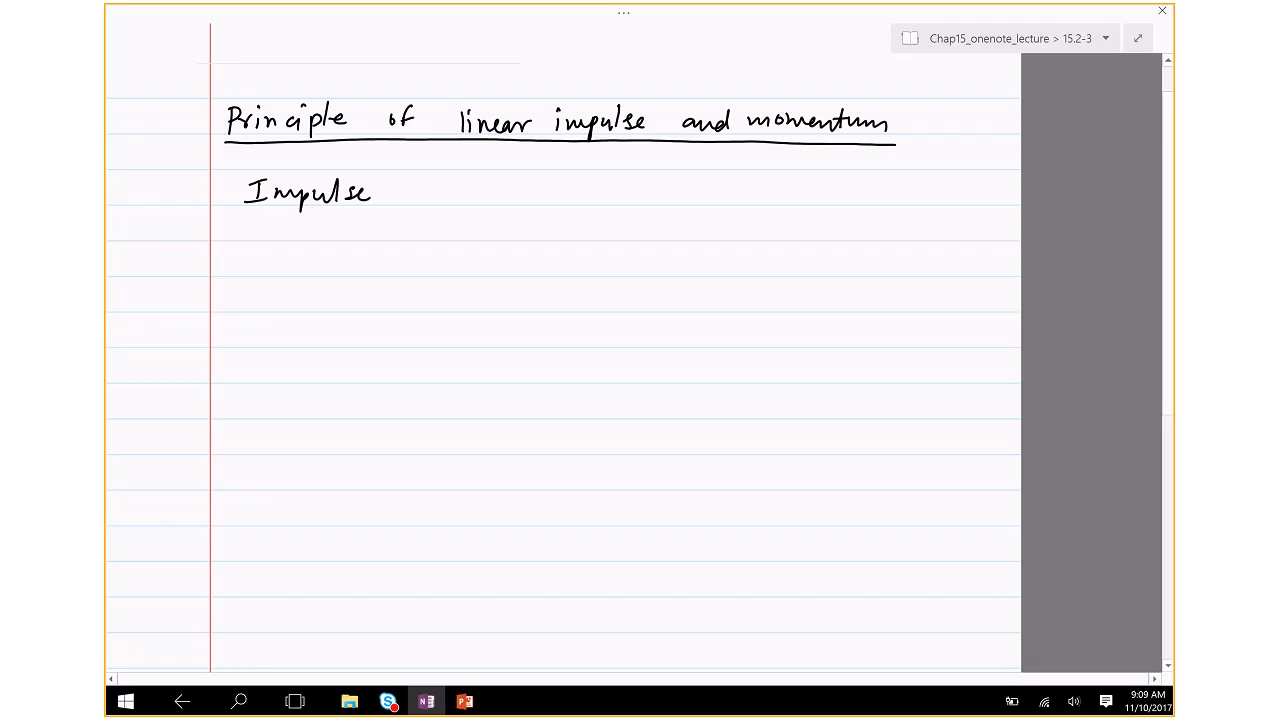 ...
Chap15_onenote_lecture > 15.2-3
Principle of linear impulse and momentum
Impulse
9:09 AM
11/10/2017